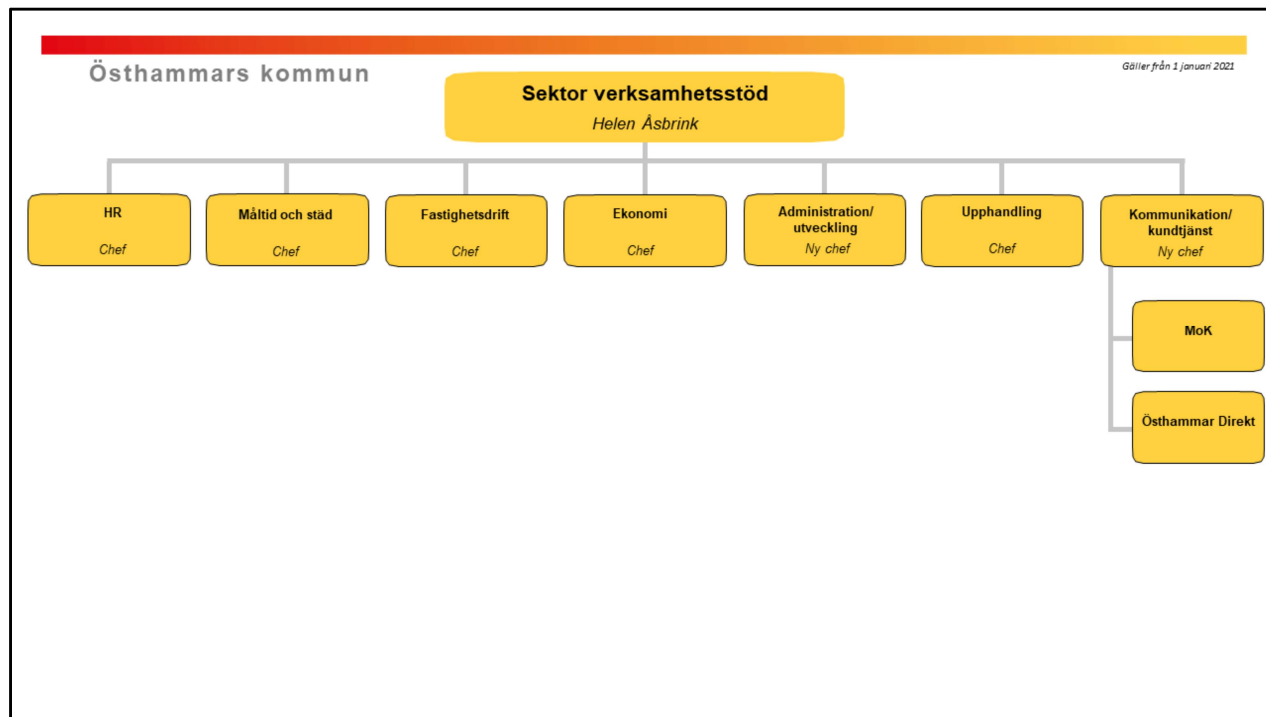 Östhammars kommun
Gäller från 1 januari 2021
Sektor verksamhetsstöd
Helen Åsbrink
HR
Chef
Måltid och städ
Chef
Fastighetsdrift
Chef
Ekonomi
Chef
Administration/
utveckling
Ny chef
Upphandling
Chef
Kommunikation/
kundtjänst
Ny chef
MoK
Östhammar Direkt